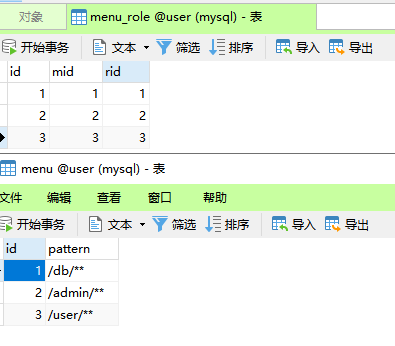 对象 menu_role @user (mysql) - 表
开始事务 文本 筛选 排序 导入 导出
id mid rid
1 1 1
2 2 2
3 3 3
menu @user (mysql) - 表
文件 编辑 查看 窗口 帮助
开始事务 文本 筛选 排序 导入 导出
id pattern
1 /db/**
2 /admin/**
3 /user/**